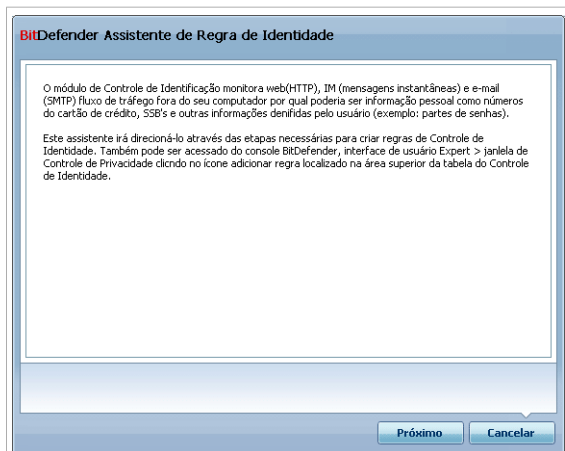 BitDefender Assistente de Regra de Identidade
O módulo de Controle de Identificação monitora web(HTTP), IM (mensagens instantâneas) e e-mail
(SMTP) fluxo de tráfego fora do seu computador por qual poderia ser informação pessoal como números
do cartão de crédito, SSB's e outras informações denifidas pelo usuário (exemplo: partes de senhas).
Este assistente irá direcioná-lo através das etapas necessárias para criar regras de Controle de
Identidade. Também pode ser acessado do console BitDefender, interface de usuário Expert > janlela de
Controle de Privacidade clicndo no ícone adicionar regra localizado na área superior da tabela do Controle
de Identidade.
Próximo Cancelar